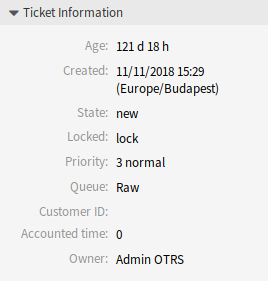 Ticket Information
Age: 121 d 18 h
Created: 11/11/2018 15:29
(Europe/Budapest)
State: new
Locked: lock
Priority: 3 normal
Queue: Raw
Customer ID:
Accounted time: 0
Owner: Admin OTRS